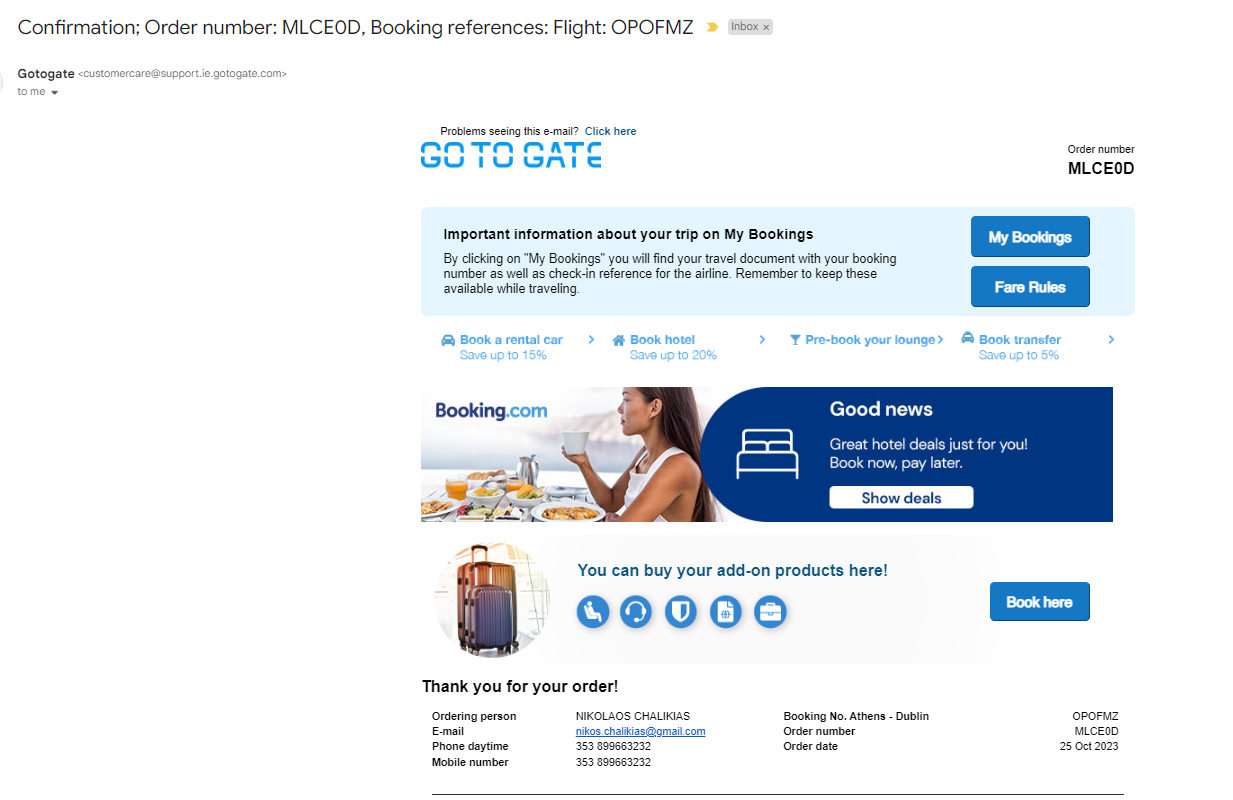 Confirmation; Order number: MLCE0D, Booking references: Flight: OPOFMZ
Inbox ×
Gotogate <customercare@support.ie.gotogate.com>
to me
Problems seeing this e-mail? Click here
GO TO GATE
Order number
MLCE0D
Important information about your trip on My Bookings
By clicking on "My Bookings" you will find your travel document with your booking
number as well as check-in reference for the airline. Remember to keep these
available while traveling.
My Bookings
Fare Rules
Book a rental car
Save up to 15%
Book hotel
Save up to 20%
Pre-book your lounge
Book transfer
Save up to 5%
Booking.com
Good news
Great hotel deals just for you!
Book now, pay later.
Show deals
You can buy your add-on products here!
Book here
Thank you for your order!
Ordering person NIKOLAOS CHALIKIAS
E-mail nikos.chalikias@gmail.com
Phone daytime 353 899663232
Mobile number 353 899663232
Booking No. Athens - Dublin OPOFMZ
Order number MLCE0D
Order date 25 Oct 2023